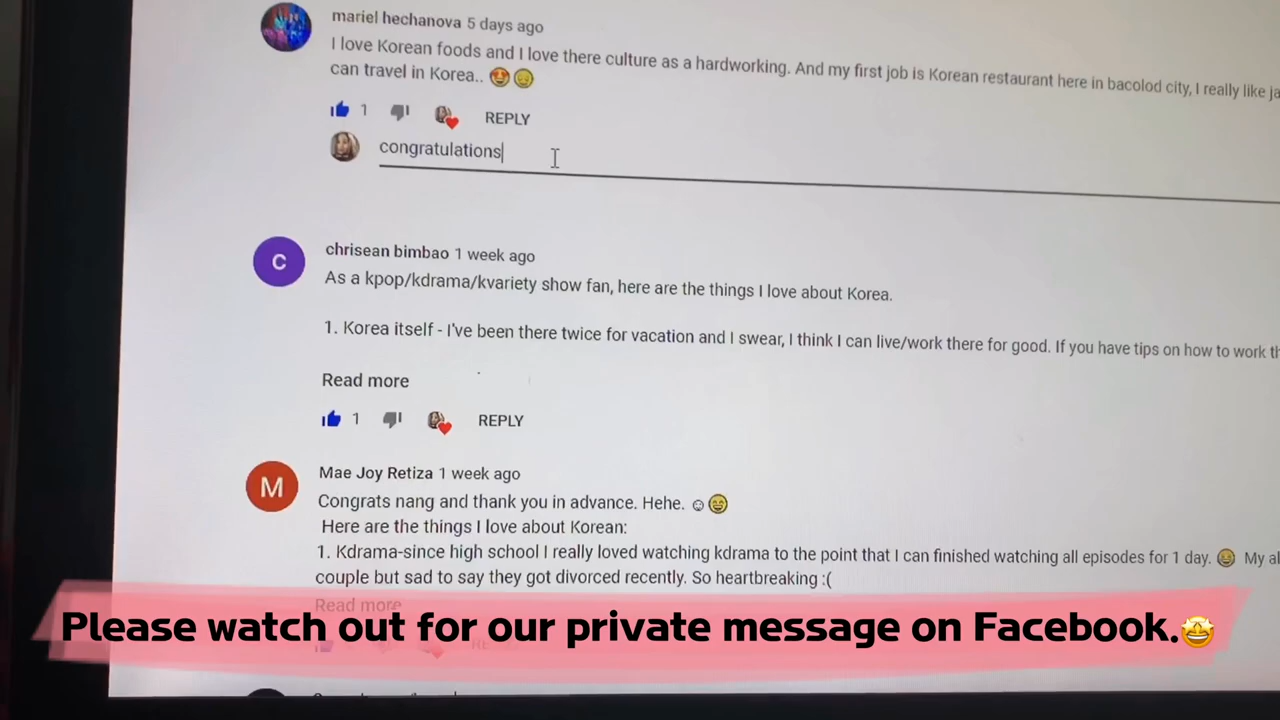 mariel hechanova 5 days ago
I love Korean foods and I love there culture as a hardworking. And my first job is Korean restaurant here in bacolod city, I really like
can travel in Korea.. 🤩😔
1 REPLY
congratulations
C
chrisean bimbao 1 week ago
As a kpop/kdrama/kvariety show fan, here are the things I love about Korea.
1. Korea itself - I've been there twice for vacation and I swear, I think I can live/work there for good. If you have tips on how to work
Read more
1 REPLY
M
Mae Joy Retiza 1 week ago
Congrats nang and thank you in advance. Hehe. ☺😄
Here are the things I love about Korean:
1. Kdrama-since high school I really loved watching kdrama to the point that I can finished watching all episodes for 1 day. 😂 My
couple but sad to say they got divorced recently. So heartbreaking :(
Read more
Please watch out for our private message on Facebook.🤩